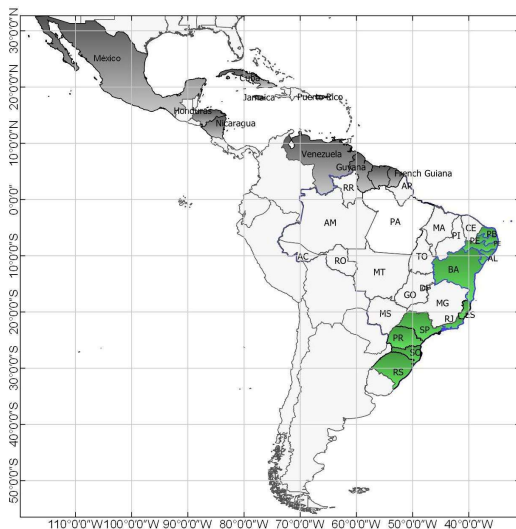 30°0'0"N
20°0'0"N
10°0'0"N
0°0'0"
10°0'0"S
20°0'0"S
30°0'0"S
40°0'0"S
50°0'0"S
México
Cuba
Jamaica
Puerto Rico
Honduras
Nicaragua
Venezuela
Guyana
French Guiana
RR
AR
AM
PA
MA
CE
PI
PB
PE
PE
AL
AC
RO
TO
BA
MT
GO
DF
MG
MS
ES
RJ
SP
PR
SC
RS
110°0'0"W
100°0'0"W
90°0'0"W
80°0'0"W
70°0'0"W
60°0'0"W
50°0'0"W
40°0'0"W